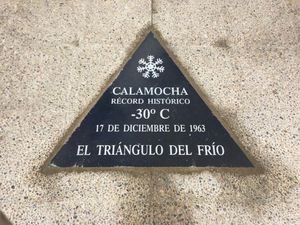 CALAMOCHA
RÉCORD HISTÓRICO
-30º C
17 DE DICIEMBRE DE 1963
EL TRIÁNGULO DEL FRÍO